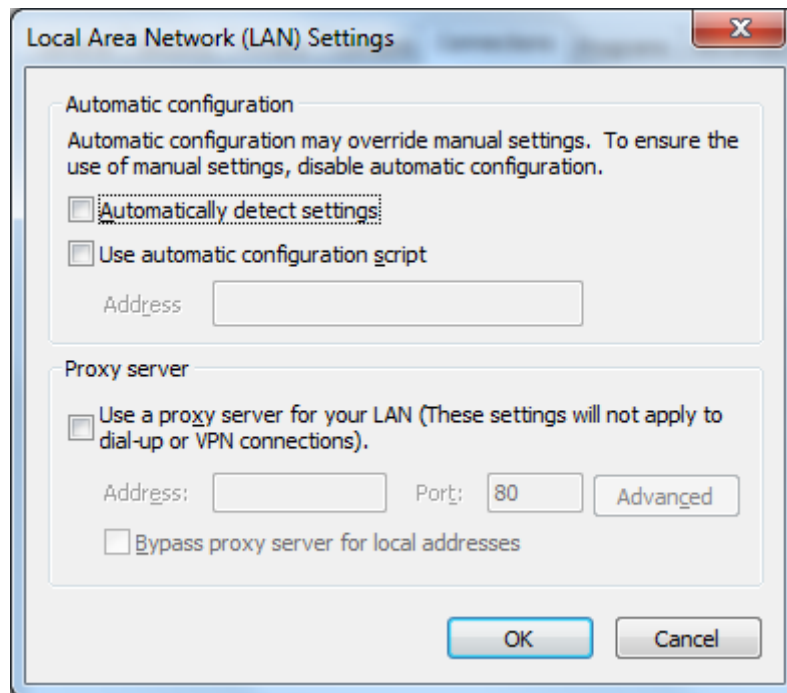 Local Area Network (LAN) Settings
Connections
Programs
Automatic configuration
Automatic configuration may override manual settings.  To ensure the
use of manual settings, disable automatic configuration.
Automatically detect settings
Use automatic configuration script
Address
Proxy server
Use a proxy server for your LAN (These settings will not apply to
dial-up or VPN connections).
Address: Port: 80 Advanced
Bypass proxy server for local addresses
OK Cancel